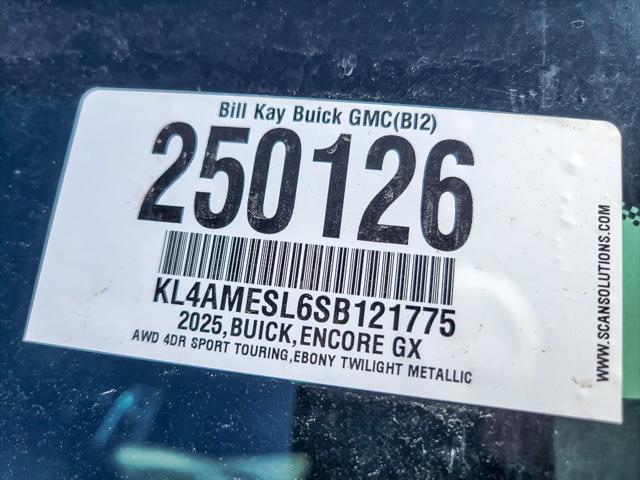 Bill Kay Buick GMC(BI2)
250126
KL4AMESL6SB121775
2025,BUICK,ENCORE GX
AWD 4DR SPORT TOURING,EBONY TWILIGHT METALLIC
WWW.SCANSOLUTIONS.COM